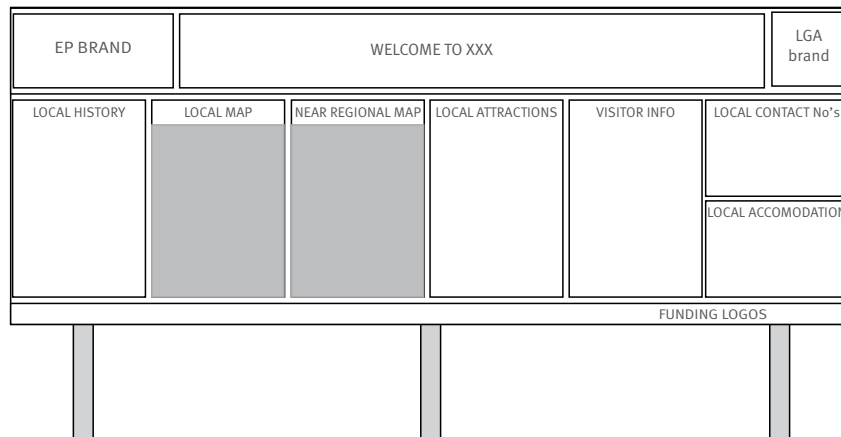 EP BRAND
WELCOME TO XXX
LGA
brand
LOCAL HISTORY
LOCAL MAP
NEAR REGIONAL MAP
LOCAL ATTRACTIONS
VISITOR INFO
LOCAL CONTACT No's
LOCAL ACCOMODATION
FUNDING LOGOS